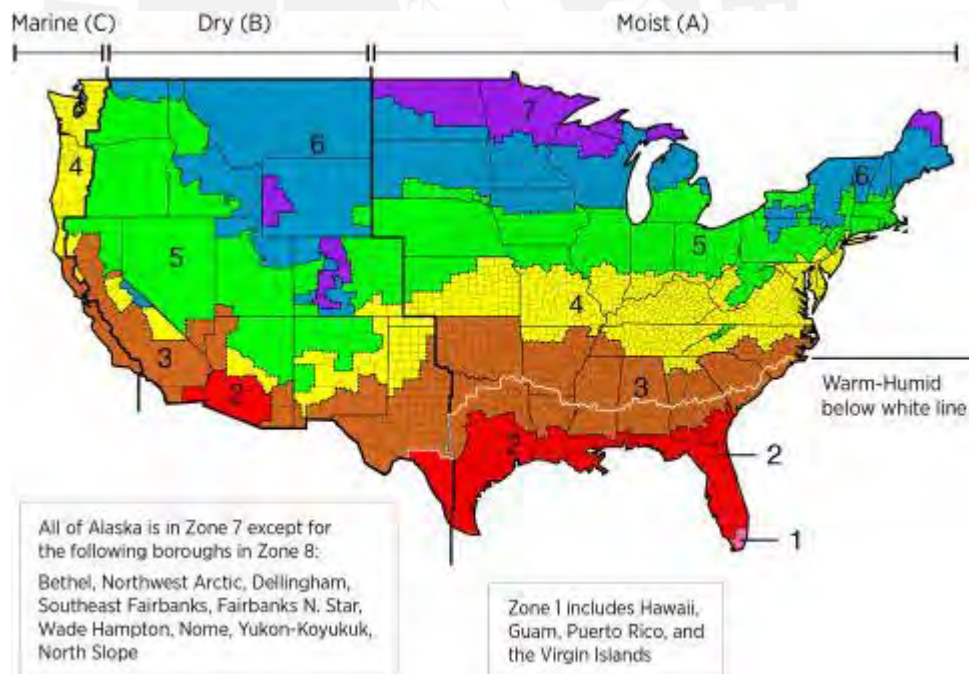 Marine (C)
Dry (B)
Moist (A)
7
6
6
4
5
5
4
3
3
2
2
Warm-Humid
below white line
2
1
All of Alaska is in Zone 7 except for
the following boroughs in Zone 8:
Bethel, Northwest Arctic, Dellingham,
Southeast Fairbanks, Fairbanks N. Star,
Wade Hampton, Nome, Yukon-Koyukuk,
North Slope
Zone 1 includes Hawaii,
Guam, Puerto Rico, and
the Virgin Islands